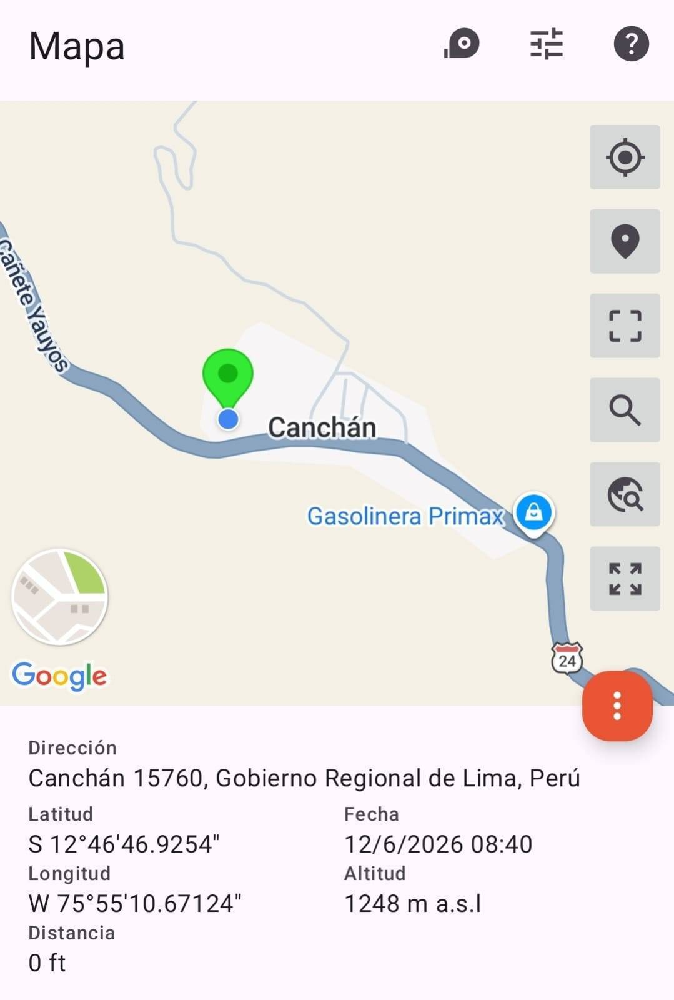 Mapa
Cañete Yauyos
Canchán
Gasolinera Primax
24
Google
Dirección
Canchán 15760, Gobierno Regional de Lima, Perú
Latitud
Fecha
S 12°46'46.9254"
12/6/2026 08:40
Longitud
Altitud
W 75°55'10.67124"
1248 m a.s.l
Distancia
0 ft